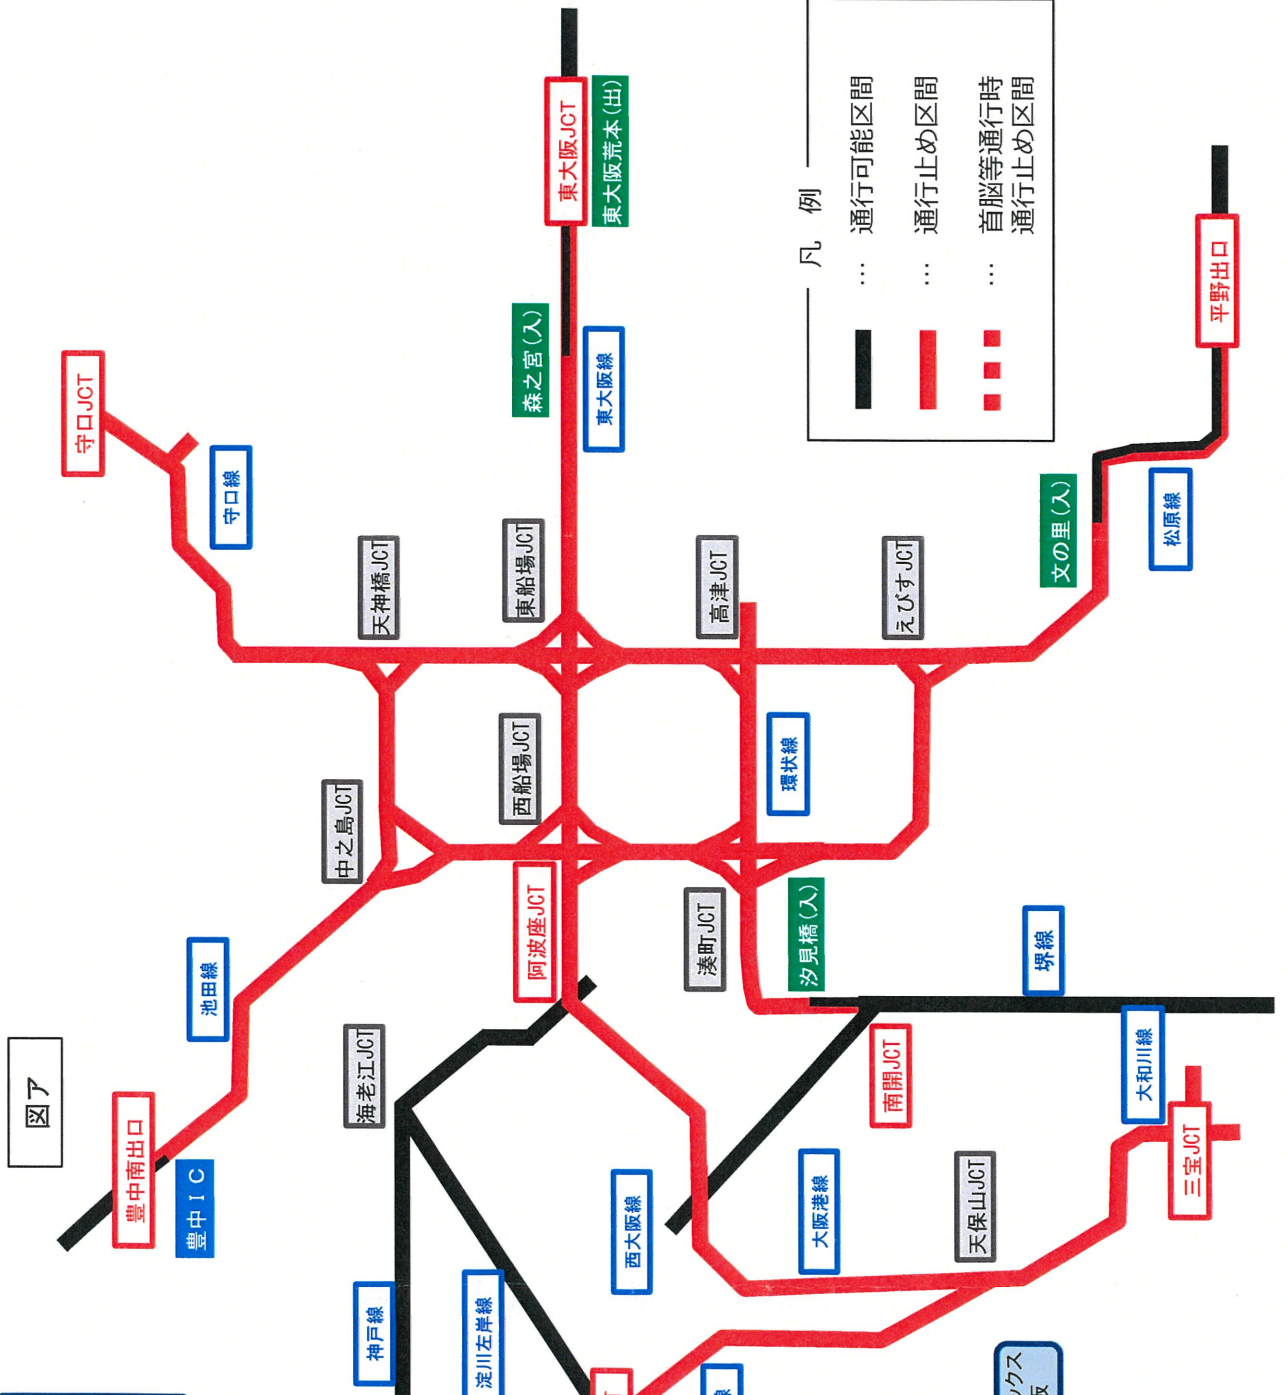 図ア
豊中南出口
豊中IC
池田線
守口JCT
守口線
中之島JCT
天神橋JCT
海老江JCT
神戸線
淀川左岸線
阿波座JCT
西船場JCT
東船場JCT
森之宮(入)
東大阪線
東大阪JCT
東大阪荒本(出)
西大阪線
湊町JCT
高津JCT
環状線
汐見橋(入)
大阪港線
南開JCT
えびすJCT
天保山JCT
堺線
大和川線
三宝JCT
文の里(入)
松原線
平野出口
凡例
… 通行可能区間
… 通行止め区間
… 首脳等通行時
通行止め区間
線